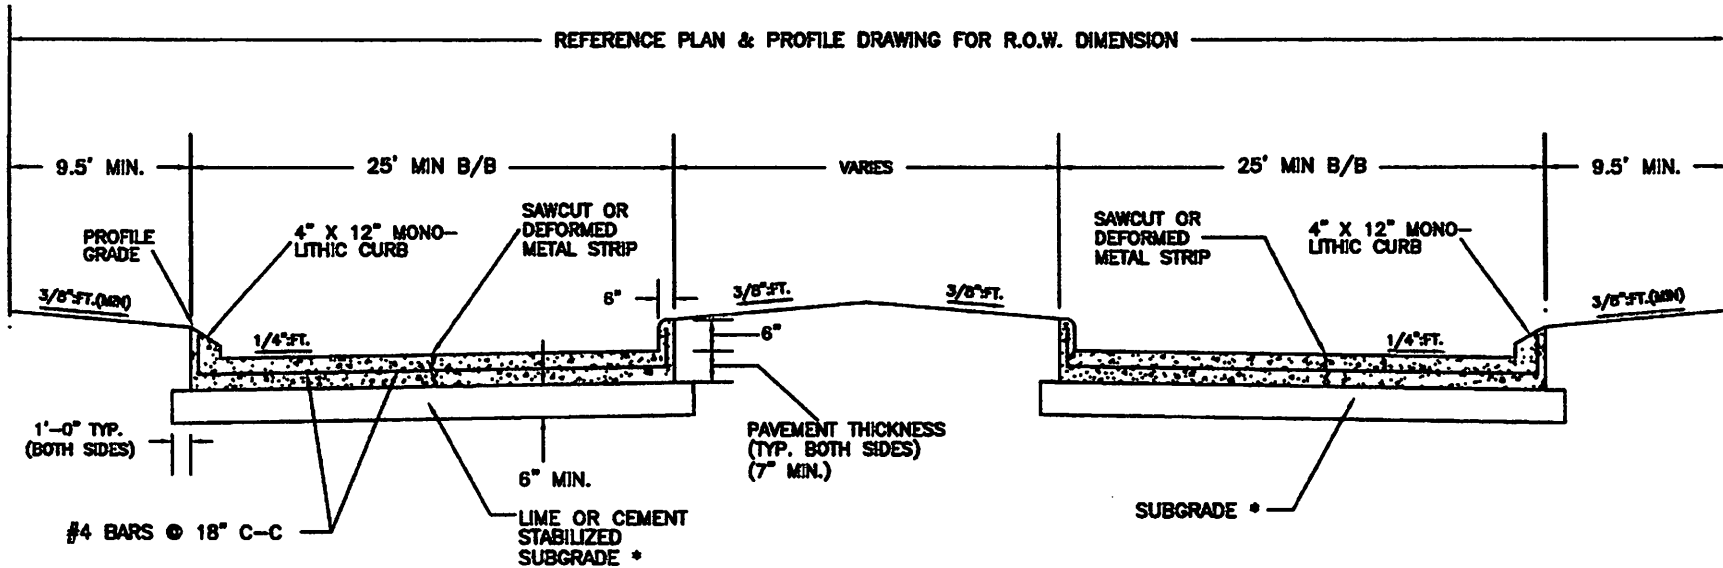 REFERENCE PLAN & PROFILE DRAWING FOR R.O.W. DIMENSION
9.5' MIN.
25' MIN B/B
VARIES
25' MIN B/B
9.5' MIN.
PROFILE
GRADE
4" X 12" MONO-
LITHIC CURB
SAWCUT OR
DEFORMED
METAL STRIP
SAWCUT OR
DEFORMED
METAL STRIP
4" X 12" MONO-
LITHIC CURB
3/8":FT.(MIN)
6"
3/8":FT.
3/8":FT.
3/8":FT.(MIN)
1/4":FT.
6"
1/4":FT.
1'-0" TYP.
(BOTH SIDES)
PAVEMENT THICKNESS
(TYP. BOTH SIDES)
(7" MIN.)
6" MIN.
#4 BARS @ 18" C-C
LIME OR CEMENT
STABILIZED
SUBGRADE *
SUBGRADE *